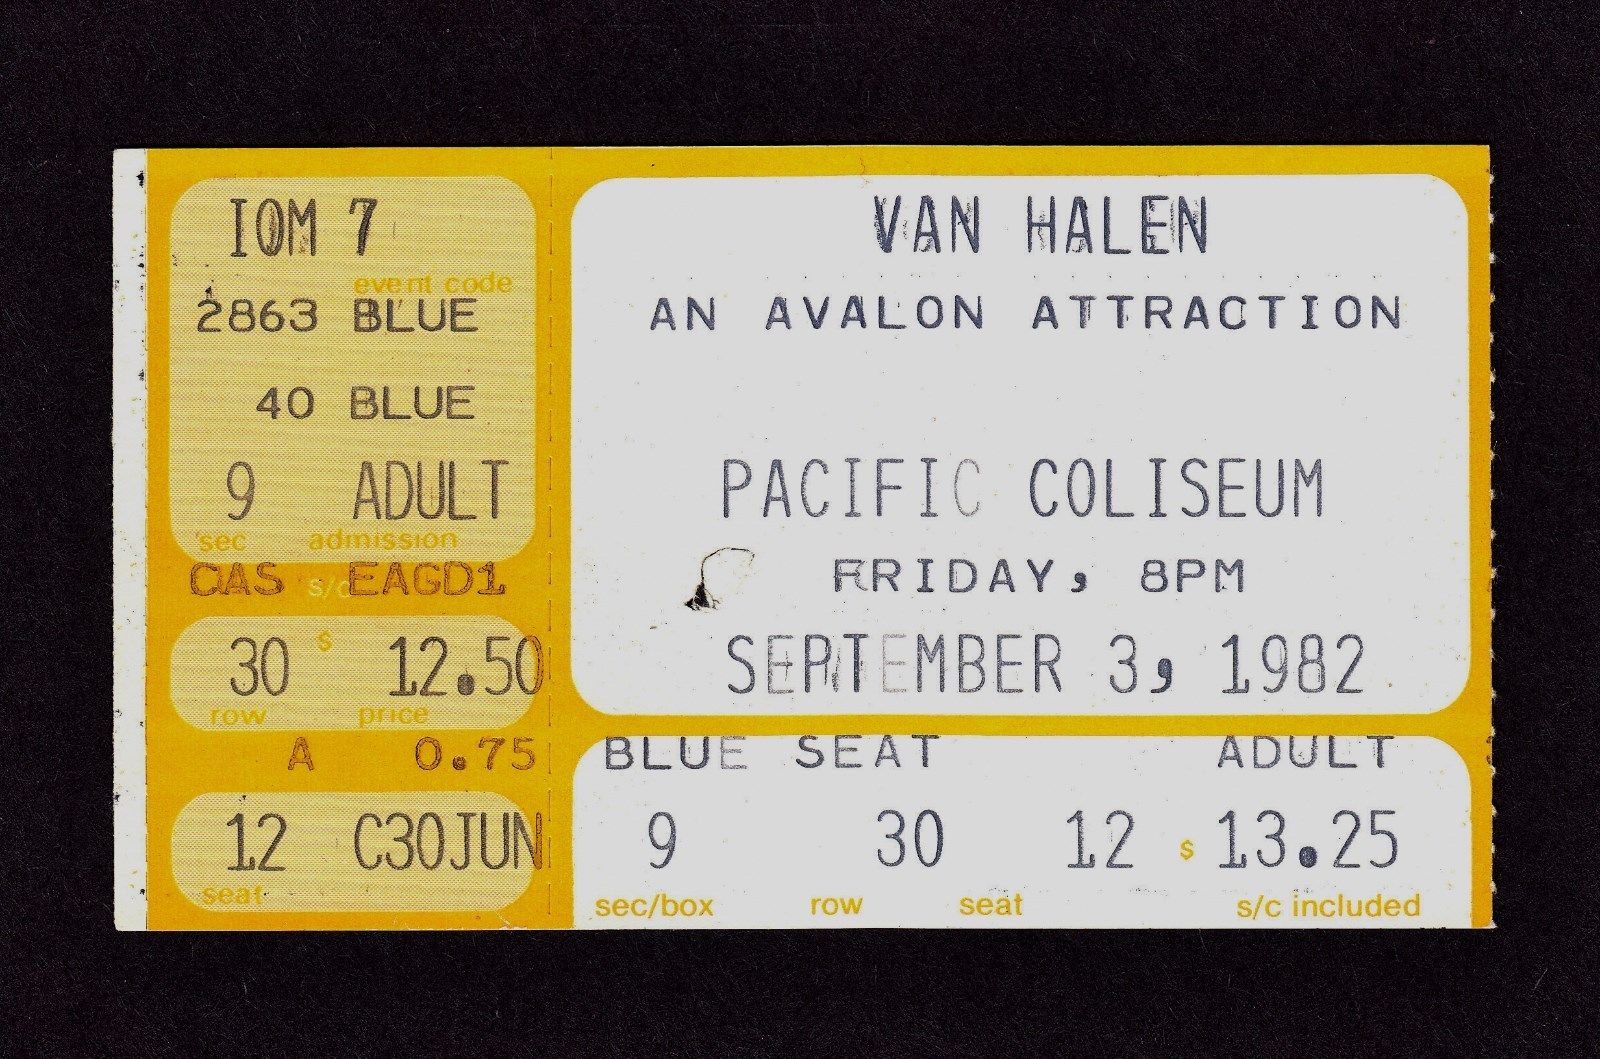 IOM 7
event code
2863 BLUE
40 BLUE
9 ADULT
sec admission
CAS s/c EAGD1
30 $ 12.50
row price
A 0.75
12 C30JUN
seat
VAN HALEN
AN AVALON ATTRACTION
PACIFIC COLISEUM
FRIDAY, 8PM
SEPTEMBER 3, 1982
BLUE SEAT ADULT
9 30 12 $ 13.25
sec/box row seat s/c included